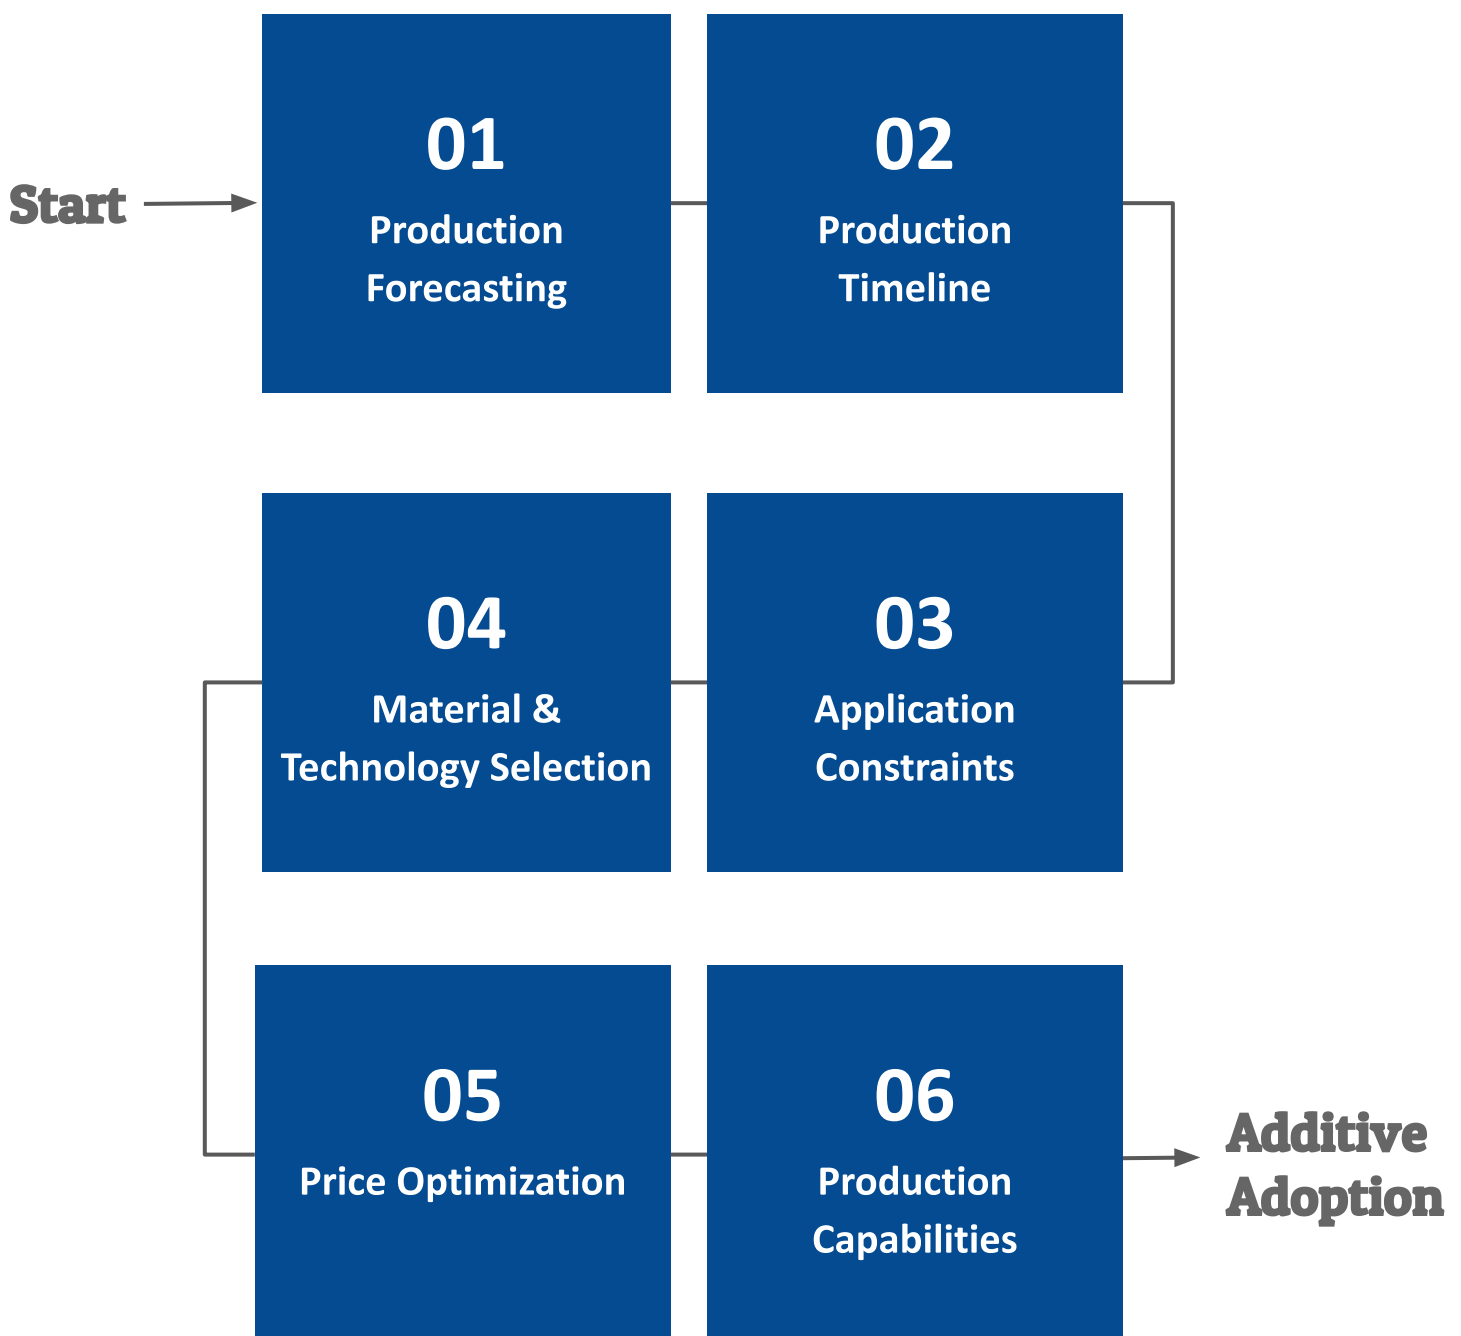 Start
01
Production
Forecasting
02
Production
Timeline
03
Application
Constraints
04
Material &
Technology Selection
05
Price Optimization
06
Production
Capabilities
Additive
Adoption